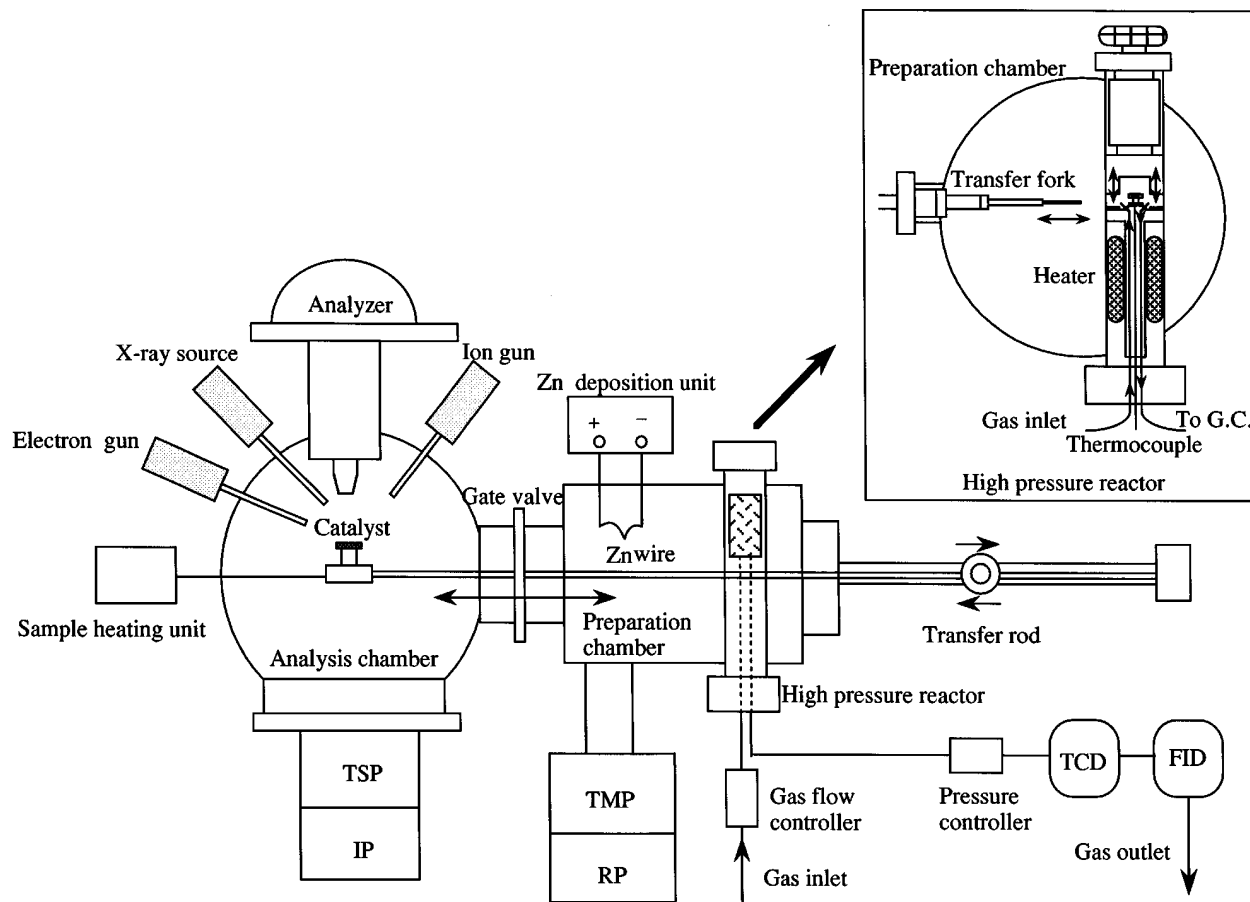 Preparation chamber
Transfer fork
Heater
Gas inlet
To G.C.
Thermocouple
High pressure reactor
Analyzer
X-ray source
Ion gun
Zn deposition unit
+ −
Electron gun
Gate valve
Catalyst
Zn wire
Sample heating unit
Preparation
chamber
Transfer rod
Analysis chamber
High pressure reactor
TSP
IP
TMP
RP
Gas flow
controller
Pressure
controller
TCD
FID
Gas inlet
Gas outlet